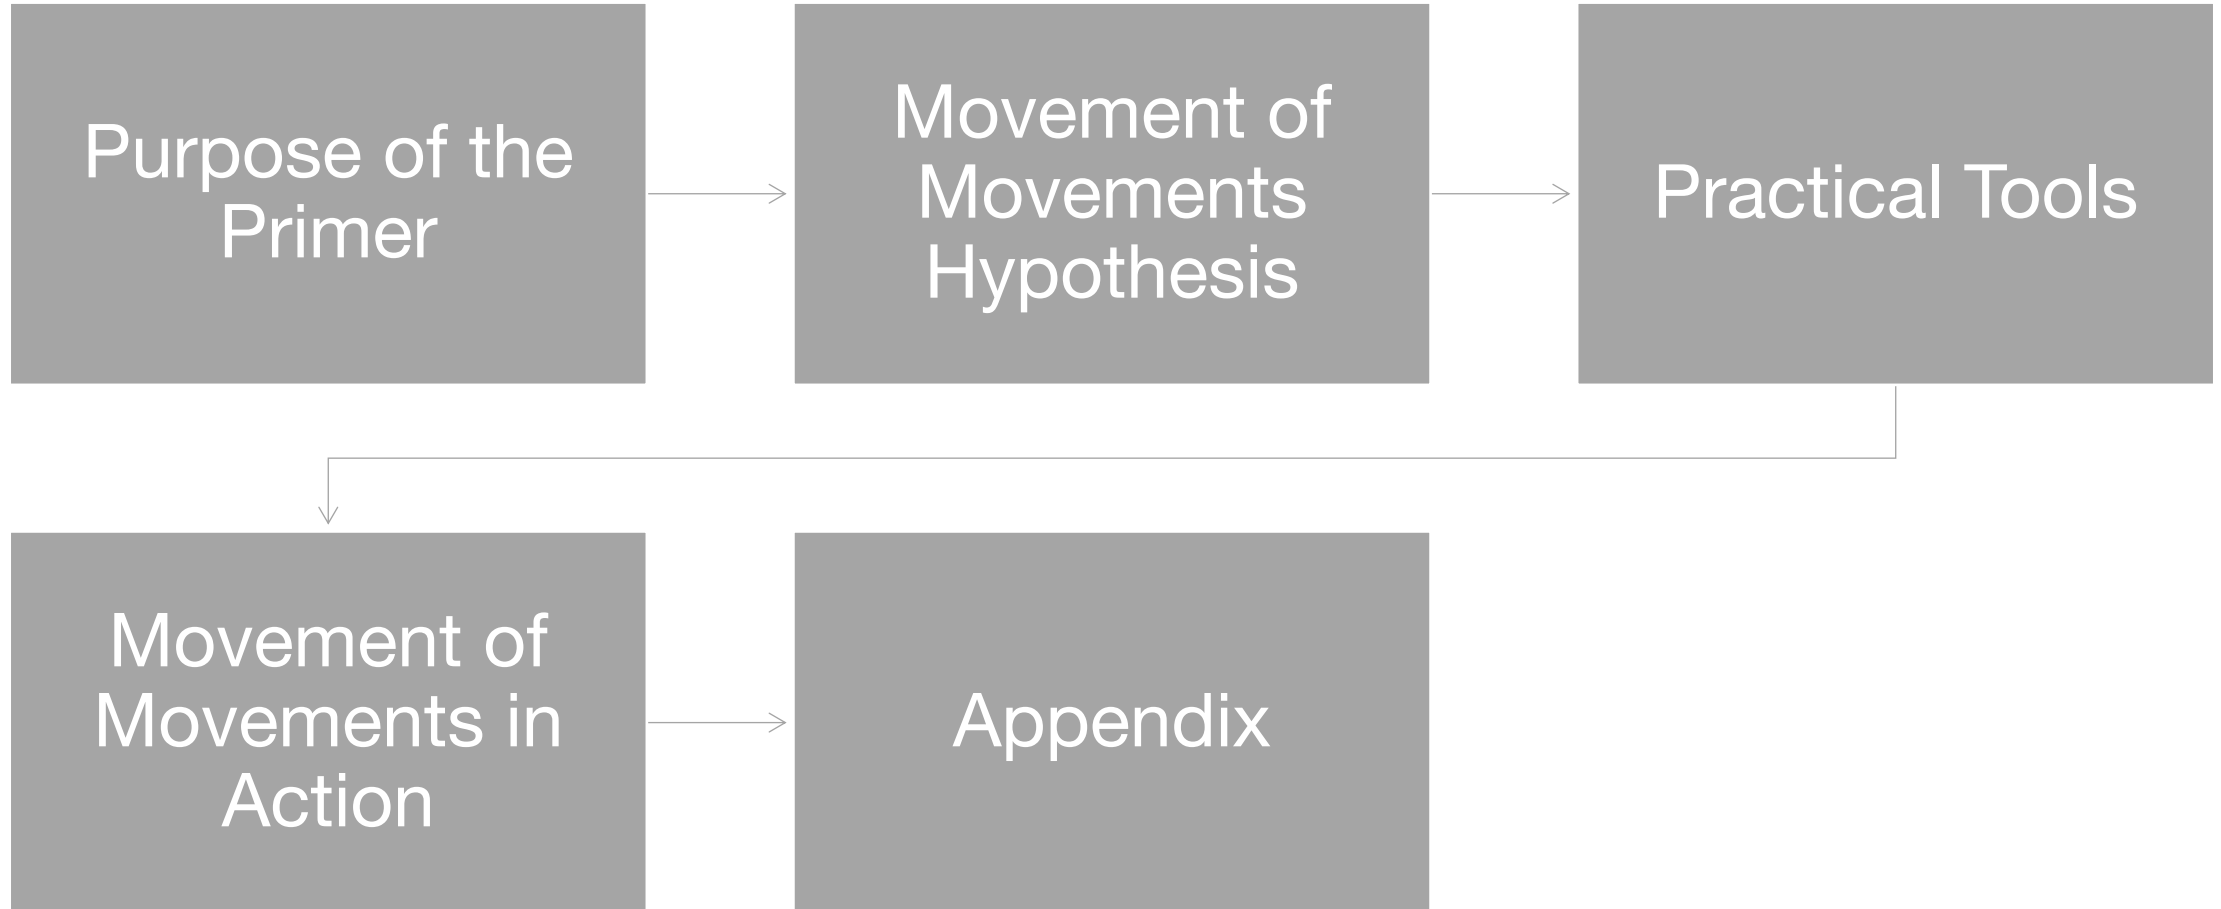 Purpose of the
Primer
Movement of
Movements
Hypothesis
Practical Tools
Movement of
Movements in
Action
Appendix